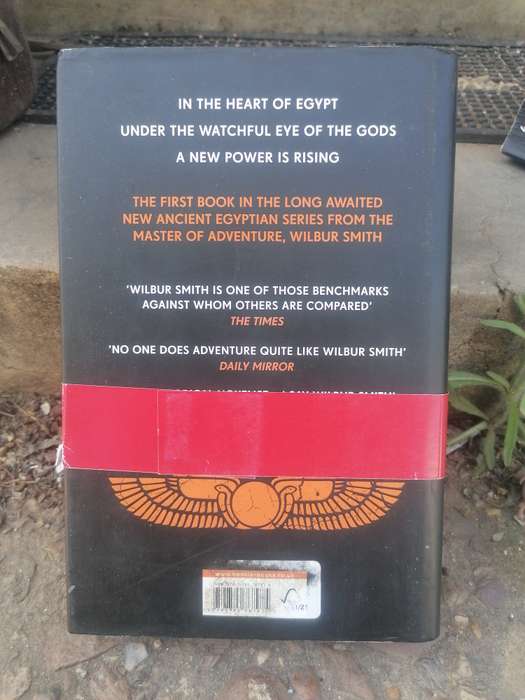 IN THE HEART OF EGYPT
UNDER THE WATCHFUL EYE OF THE GODS
A NEW POWER IS RISING
THE FIRST BOOK IN THE LONG AWAITED
NEW ANCIENT EGYPTIAN SERIES FROM THE
MASTER OF ADVENTURE, WILBUR SMITH
'WILBUR SMITH IS ONE OF THOSE BENCHMARKS
AGAINST WHOM OTHERS ARE COMPARED'
THE TIMES
'NO ONE DOES ADVENTURE QUITE LIKE WILBUR SMITH'
DAILY MIRROR